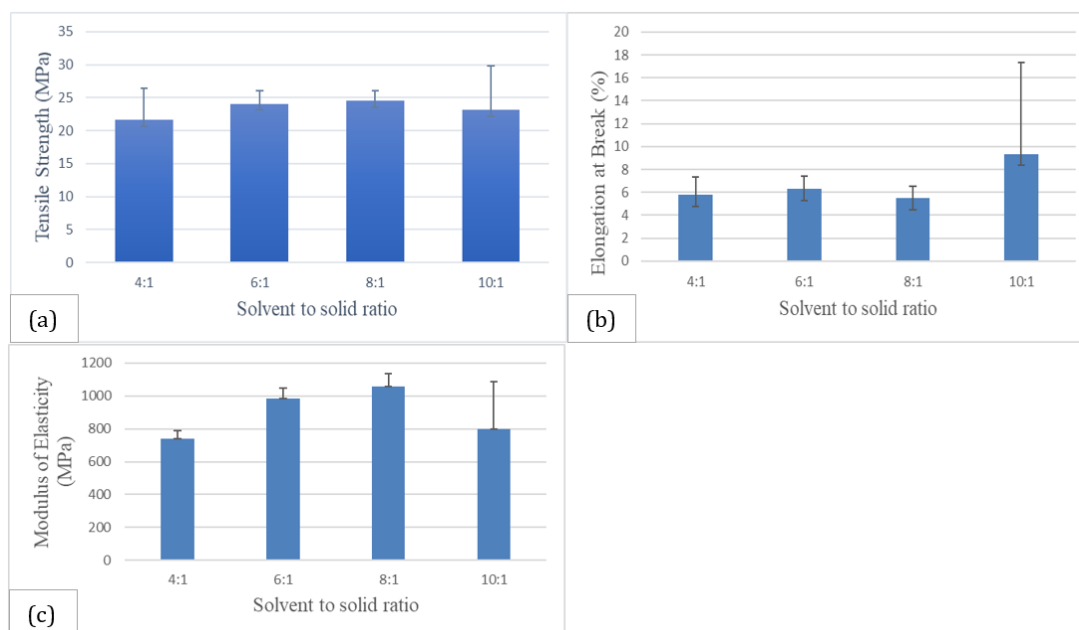 Tensile Strength (MPa)
35
30
25
20
15
10
5
0
4:1 6:1 8:1 10:1
Solvent to solid ratio
(a)
Elongation at Break (%)
20
18
16
14
12
10
8
6
4
2
0
4:1 6:1 8:1 10:1
Solvent to solid ratio
(b)
Modulus of Elasticity
(MPa)
1200
1000
800
600
400
200
0
4:1 6:1 8:1 10:1
Solvent to solid ratio
(c)